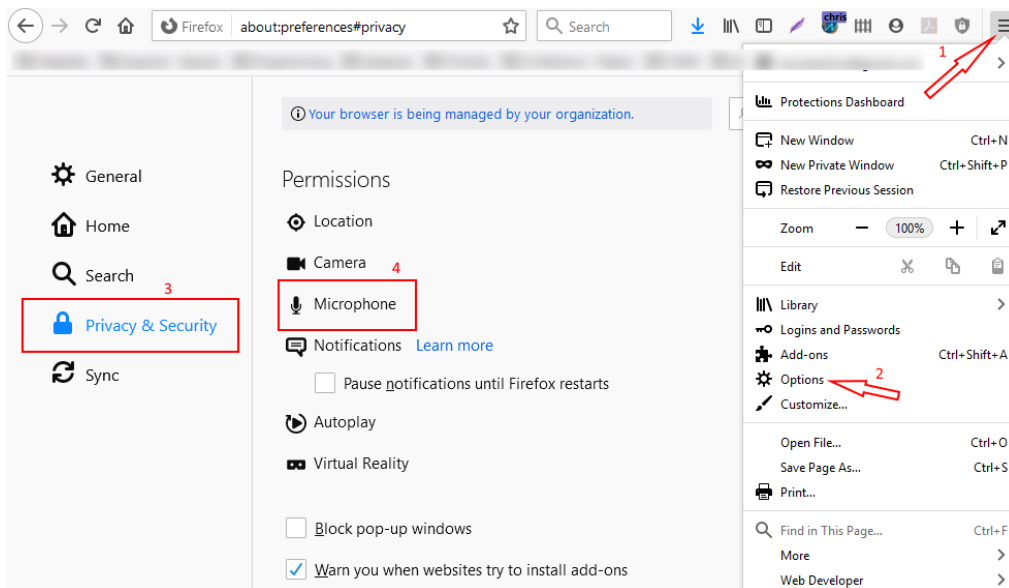 Firefox about:preferences#privacy Search chris
1
Your browser is being managed by your organization.
General
Home
Search
3
Privacy & Security
Sync
Permissions
Location
Camera
4
Microphone
Notifications Learn more
Pause notifications until Firefox restarts
Autoplay
Virtual Reality
Block pop-up windows
Warn you when websites try to install add-ons
Protections Dashboard
New Window Ctrl+N
New Private Window Ctrl+Shift+P
Restore Previous Session
Zoom 100%
Edit
Library
Logins and Passwords
Add-ons Ctrl+Shift+A
Options 2
Customize...
Open File... Ctrl+O
Save Page As... Ctrl+S
Print...
Find in This Page... Ctrl+F
More
Web Developer